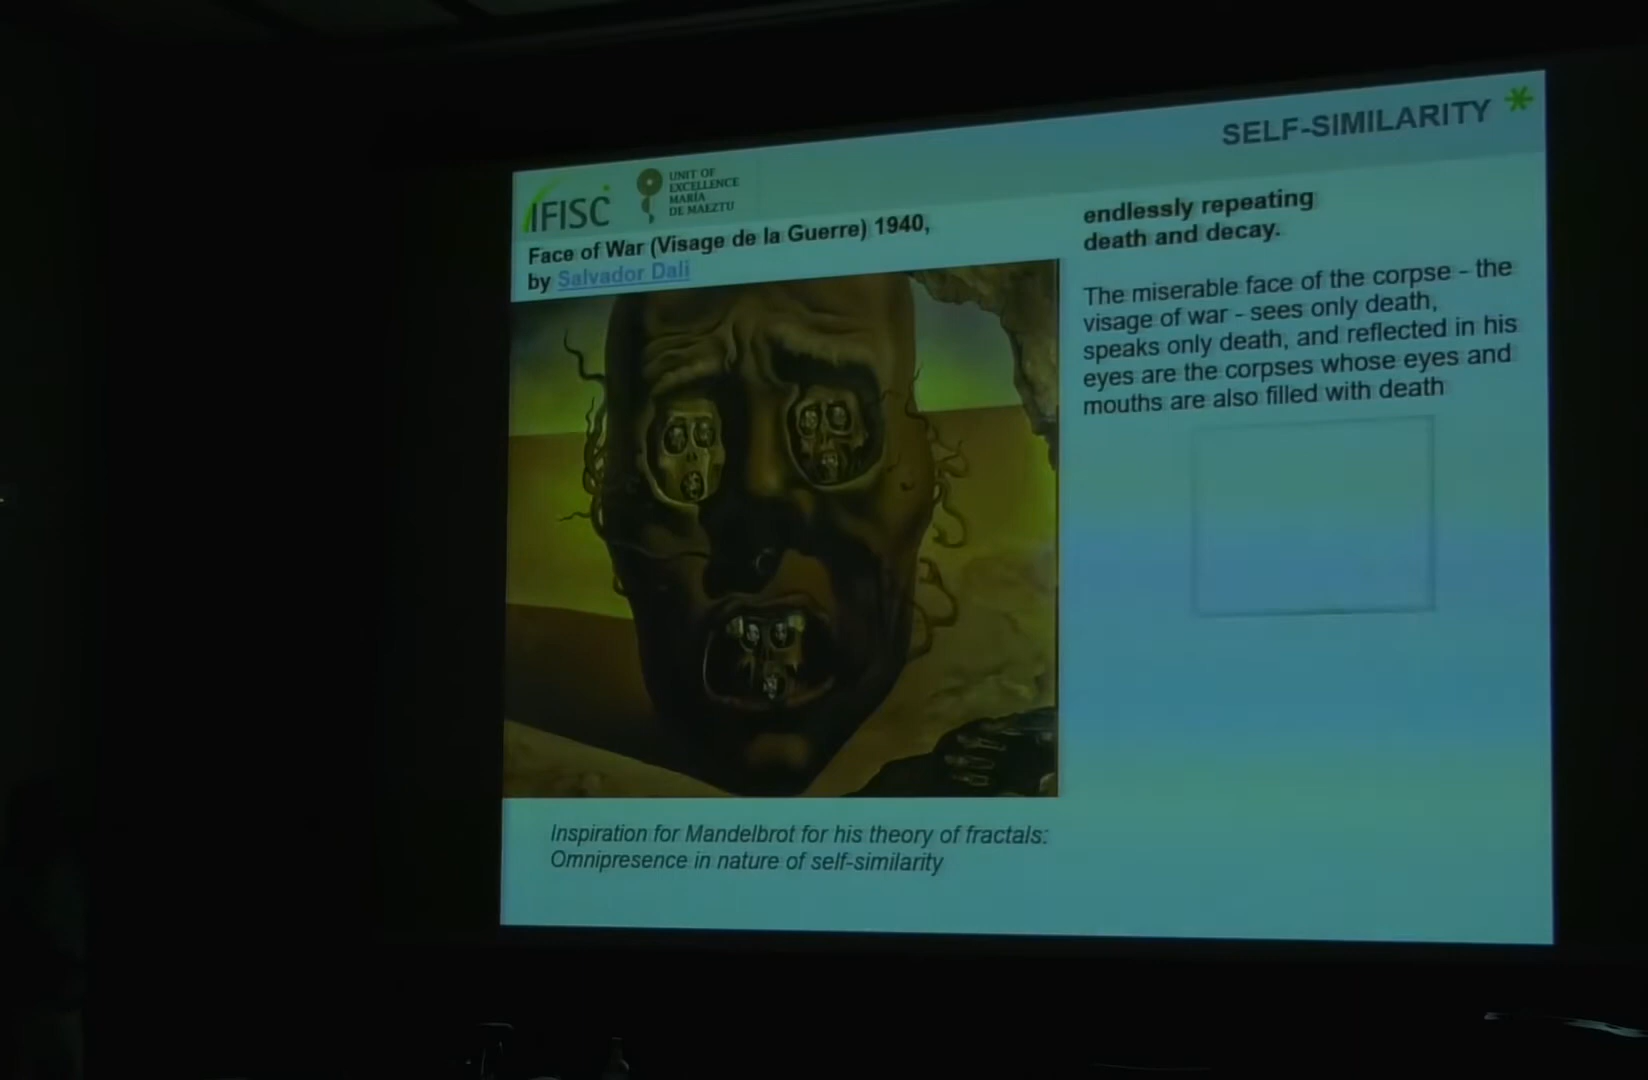 SELF-SIMILARITY *
IFISC
UNIT OF
EXCELLENCE
MARÍA
DE MAEZTU
Face of War (Visage de la Guerre) 1940,
by Salvador Dali
endlessly repeating
death and decay.
The miserable face of the corpse - the
visage of war - sees only death,
speaks only death, and reflected in his
eyes are the corpses whose eyes and
mouths are also filled with death
Inspiration for Mandelbrot for his theory of fractals:
Omnipresence in nature of self-similarity